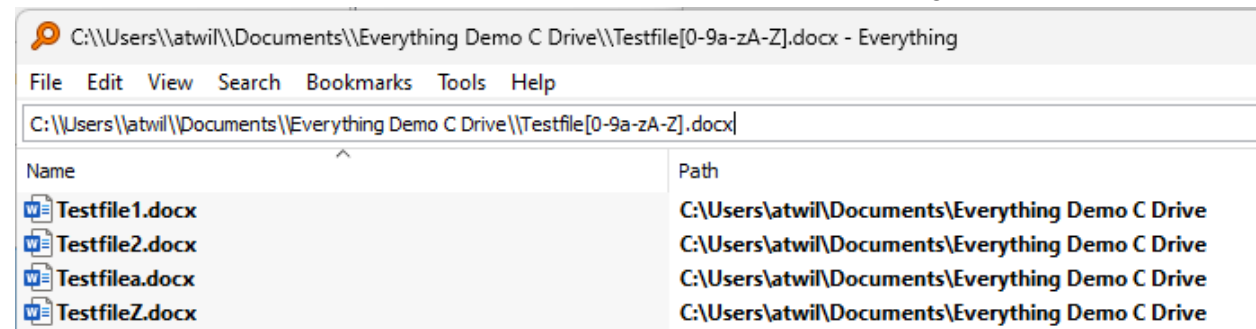 C:\\Users\\atwil\\Documents\\Everything Demo C Drive\\Testfile[0-9a-zA-Z].docx - Everything
File Edit View Search Bookmarks Tools Help
C:\\Users\\atwil\\Documents\\Everything Demo C Drive\\Testfile[0-9a-zA-Z].docx
Name Path
Testfile1.docx C:\Users\atwil\Documents\Everything Demo C Drive
Testfile2.docx C:\Users\atwil\Documents\Everything Demo C Drive
Testfilea.docx C:\Users\atwil\Documents\Everything Demo C Drive
TestfileZ.docx C:\Users\atwil\Documents\Everything Demo C Drive